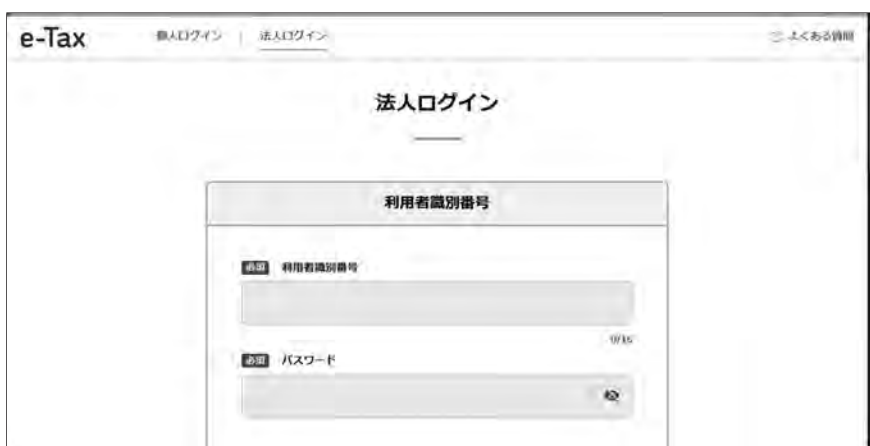 e-Tax 個人ログイン | 法人ログイン よくある質問
法人ログイン
利用者識別番号
必須 利用者識別番号
0/16
必須 パスワード